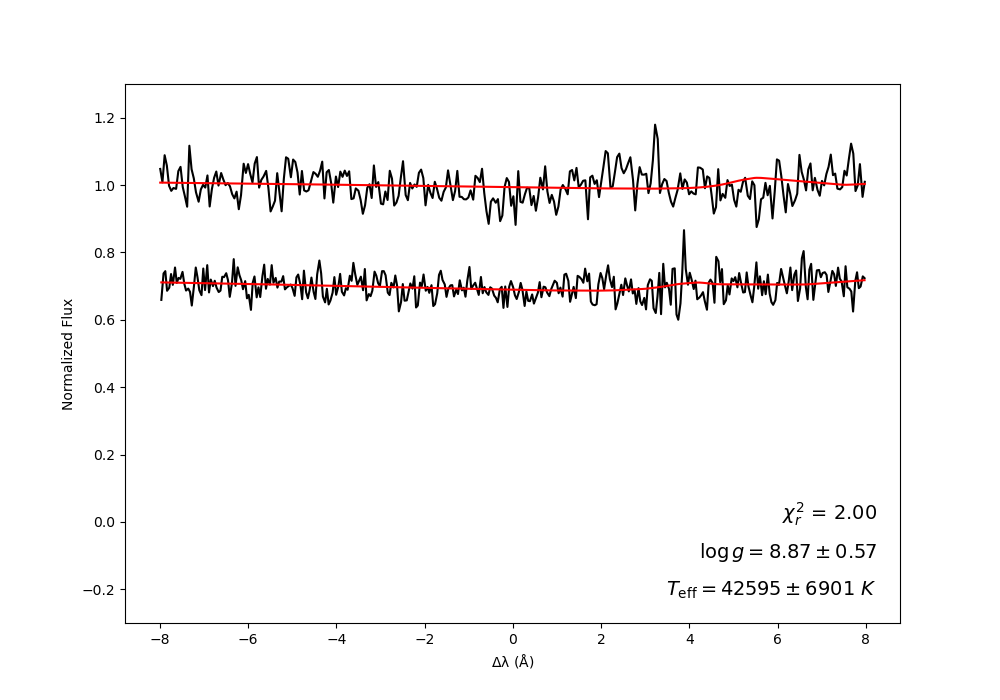 1.2
1.0
0.8
0.6
0.4
0.2
0.0
−0.2
Normalized Flux
χ²ᵣ = 2.00
log g = 8.87 ± 0.57
T_eff = 42595 ± 6901 K
−8 −6 −4 −2 0 2 4 6 8
Δλ (Å)